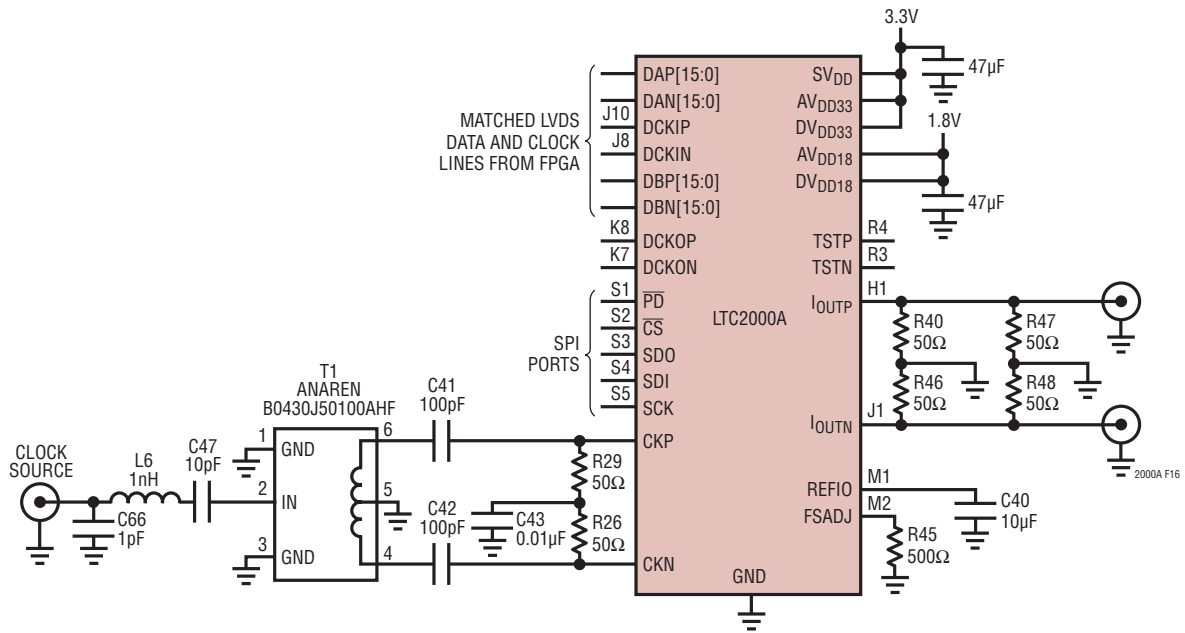 3.3V
47µF
1.8V
47µF
MATCHED LVDS
DATA AND CLOCK
LINES FROM FPGA
J10
J8
K8
K7
DAP[15:0]
DAN[15:0]
DCKIP
DCKIN
DBP[15:0]
DBN[15:0]
DCKOP
DCKON
SPI
PORTS
S1
S2
S3
S4
S5
PD
CS
SDO
SDI
SCK
CKP
CKN
LTC2000A
GND
SVDD
AVDD33
DVDD33
AVDD18
DVDD18
TSTP
R4
TSTN
R3
IOUTP
H1
R40
50Ω
R47
50Ω
R46
50Ω
R48
50Ω
IOUTN
J1
2000A F16
REFIO
M1
FSADJ
M2
C40
10µF
R45
500Ω
CLOCK
SOURCE
L6
1nH
C47
10pF
C66
1pF
T1
ANAREN
B0430J50100AHF
1
GND
2
IN
3
GND
6
5
4
C41
100pF
C42
100pF
C43
0.01µF
R29
50Ω
R26
50Ω